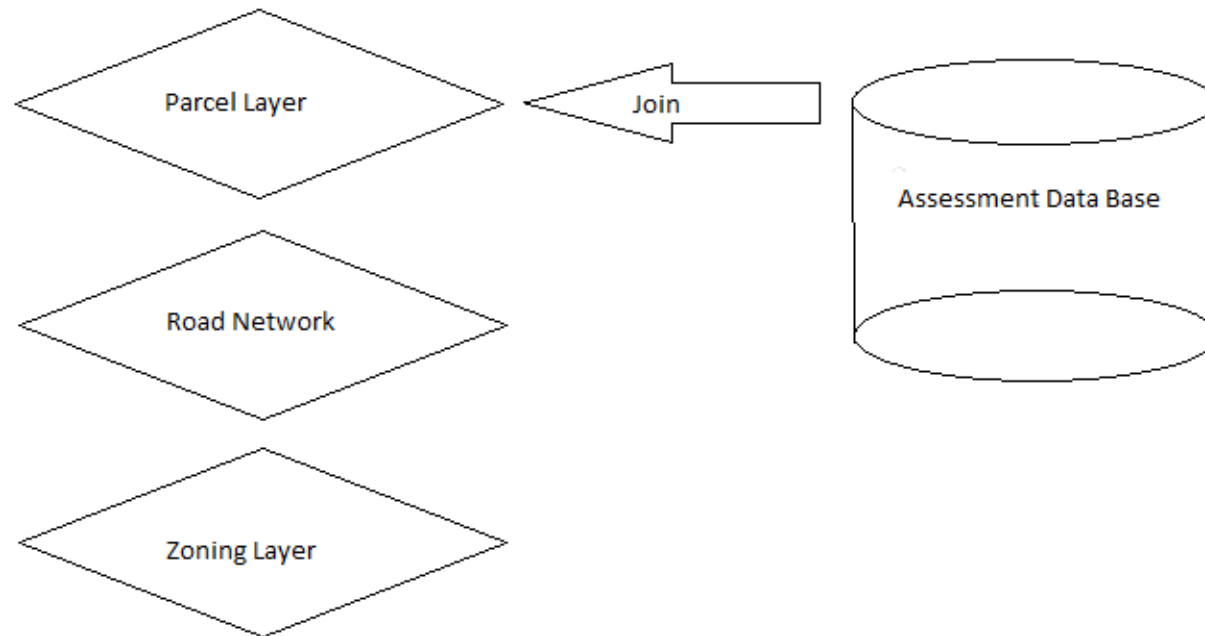 Parcel Layer
Join
Assessment Data Base
Road Network
Zoning Layer